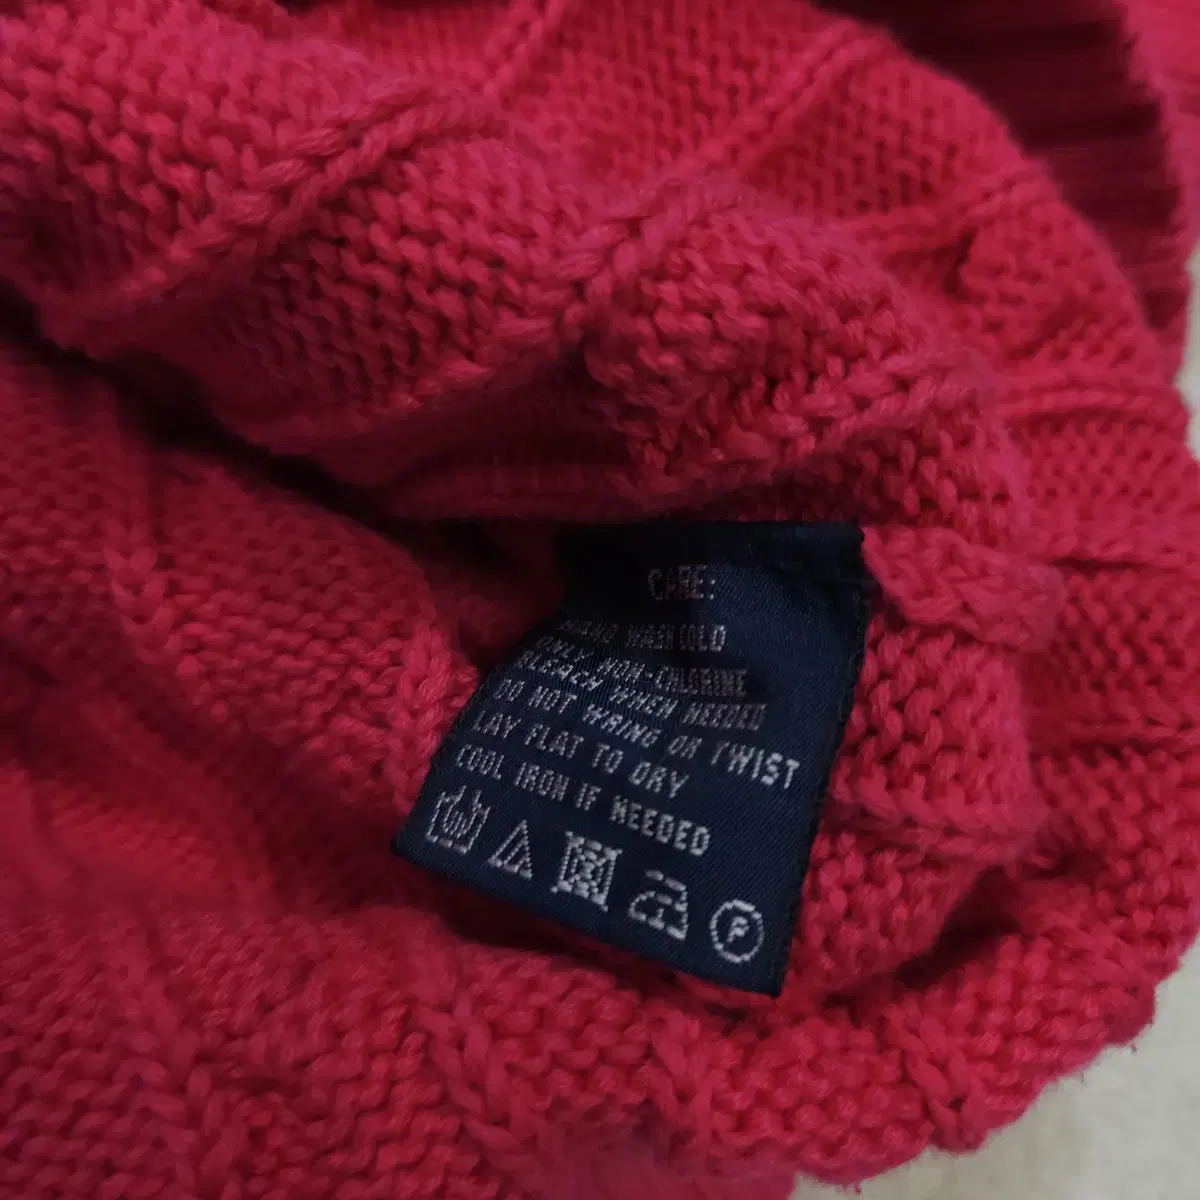 CARE:
HAND WASH COLD
ONLY NON-CHLORINE
BLEACH WHEN NEEDED
DO NOT WRING OR TWIST
LAY FLAT TO DRY
COOL IRON IF NEEDED
P